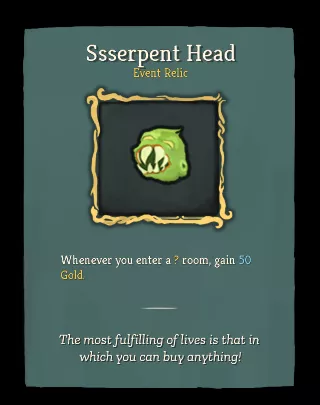 Ssserpent Head
Event Relic
Whenever you enter a ? room, gain 50
Gold.
The most fulfilling of lives is that in
which you can buy anything!